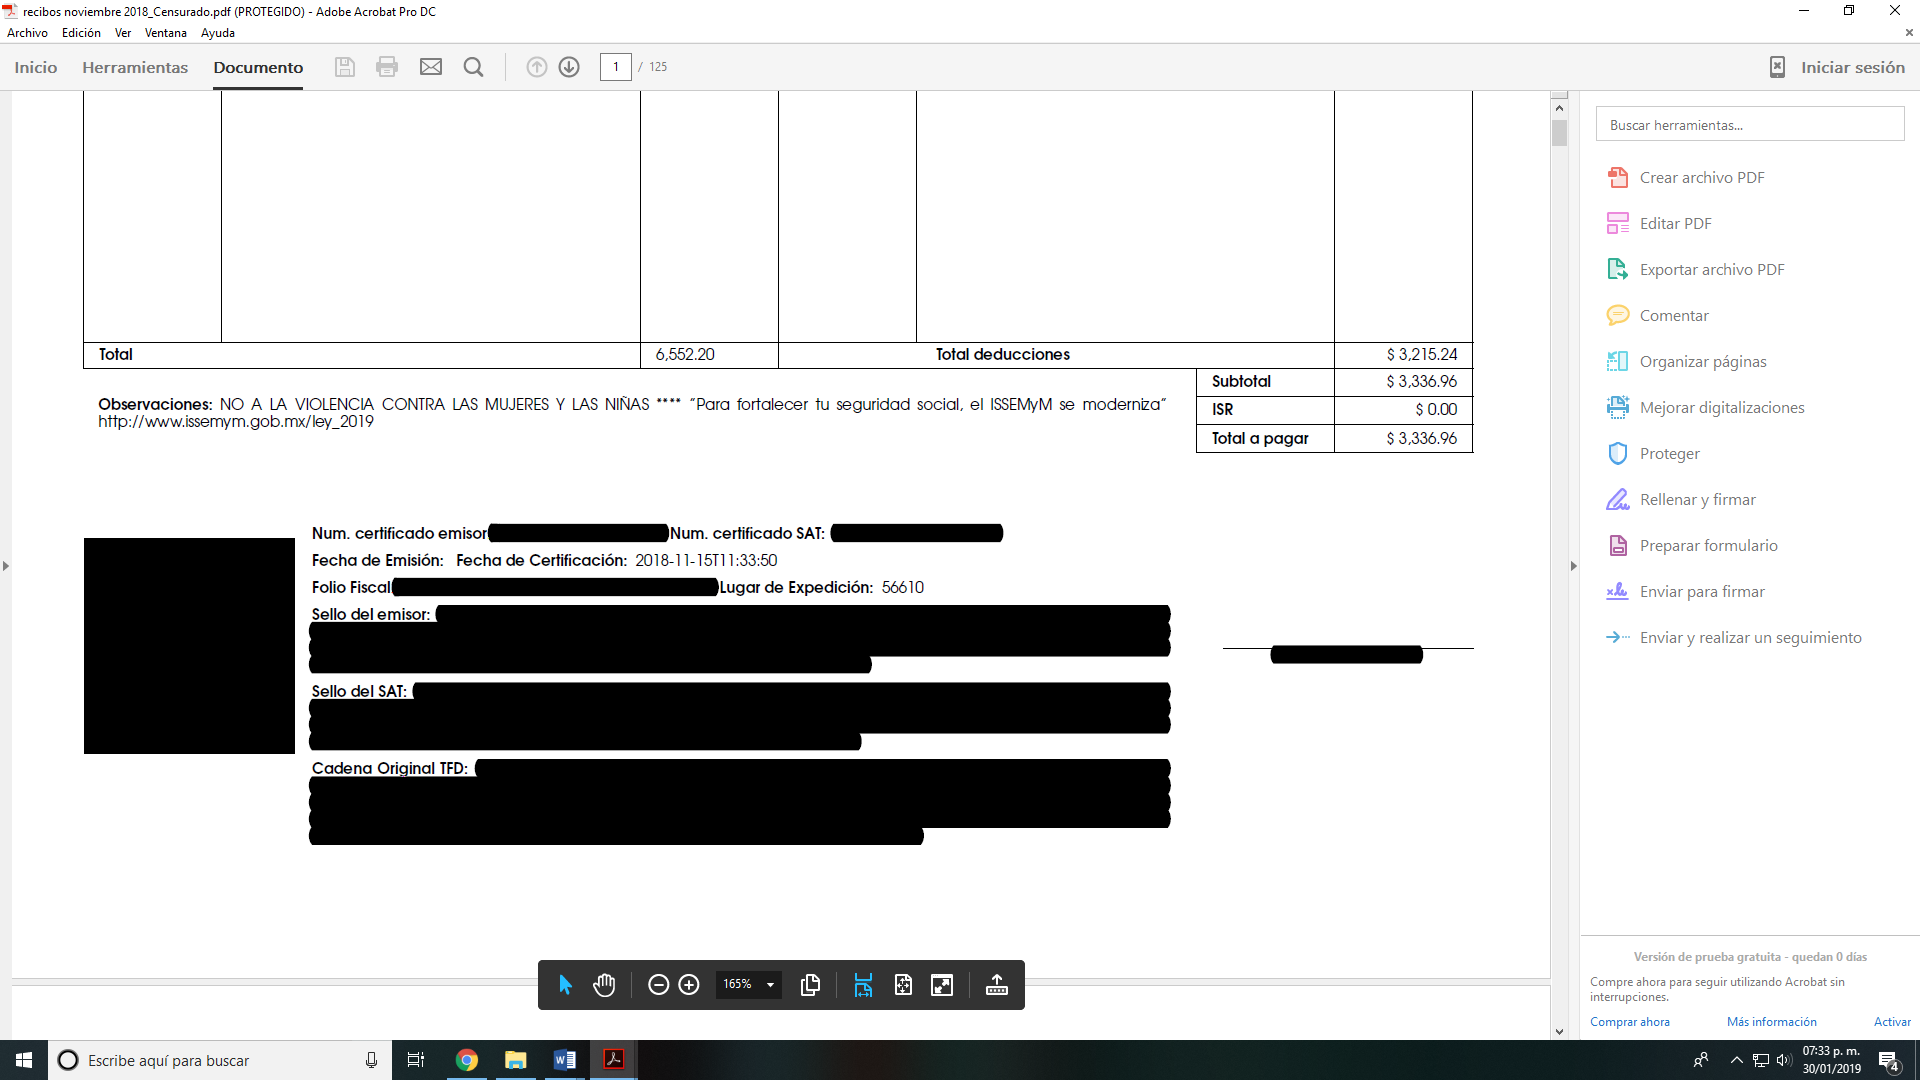 recibos noviembre 2018_Censurado.pdf (PROTEGIDO) - Adobe Acrobat Pro DC
Archivo Edición Ver Ventana Ayuda
Inicio Herramientas Documento 1 / 125 Iniciar sesión
Total 6,552.20 Total deducciones $ 3,215.24
Subtotal $ 3,336.96
ISR $ 0.00
Total a pagar $ 3,336.96
Observaciones: NO A LA VIOLENCIA CONTRA LAS MUJERES Y LAS NIÑAS **** “Para fortalecer tu seguridad social, el ISSEMyM se moderniza”
http://www.issemym.gob.mx/ley_2019
Num. certificado emisor Num. certificado SAT:
Fecha de Emisión: Fecha de Certificación: 2018-11-15T11:33:50
Folio Fiscal Lugar de Expedición: 56610
Sello del emisor:
Sello del SAT:
Cadena Original TFD:
Buscar herramientas...
Crear archivo PDF
Editar PDF
Exportar archivo PDF
Comentar
Organizar páginas
Mejorar digitalizaciones
Proteger
Rellenar y firmar
Preparar formulario
Enviar para firmar
Enviar y realizar un seguimiento
Versión de prueba gratuita - quedan 0 días
Compre ahora para seguir utilizando Acrobat sin
interrupciones.
Comprar ahora Más información Activar
165%
Escribe aquí para buscar
07:33 p. m.
30/01/2019
4